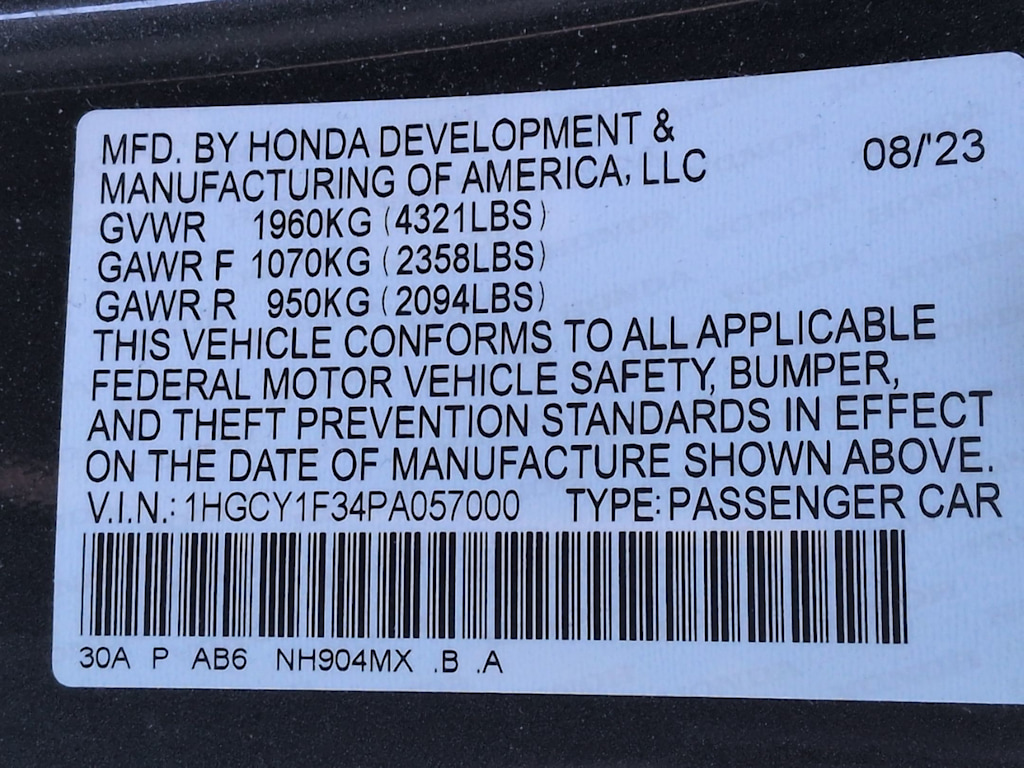 MFD. BY HONDA DEVELOPMENT &
MANUFACTURING OF AMERICA, LLC 08/'23
GVWR 1960KG (4321LBS)
GAWR F 1070KG (2358LBS)
GAWR R 950KG (2094LBS)
THIS VEHICLE CONFORMS TO ALL APPLICABLE
FEDERAL MOTOR VEHICLE SAFETY, BUMPER,
AND THEFT PREVENTION STANDARDS IN EFFECT
ON THE DATE OF MANUFACTURE SHOWN ABOVE.
V.I.N.: 1HGCY1F34PA057000 TYPE: PASSENGER CAR
30A P AB6 NH904MX .B .A